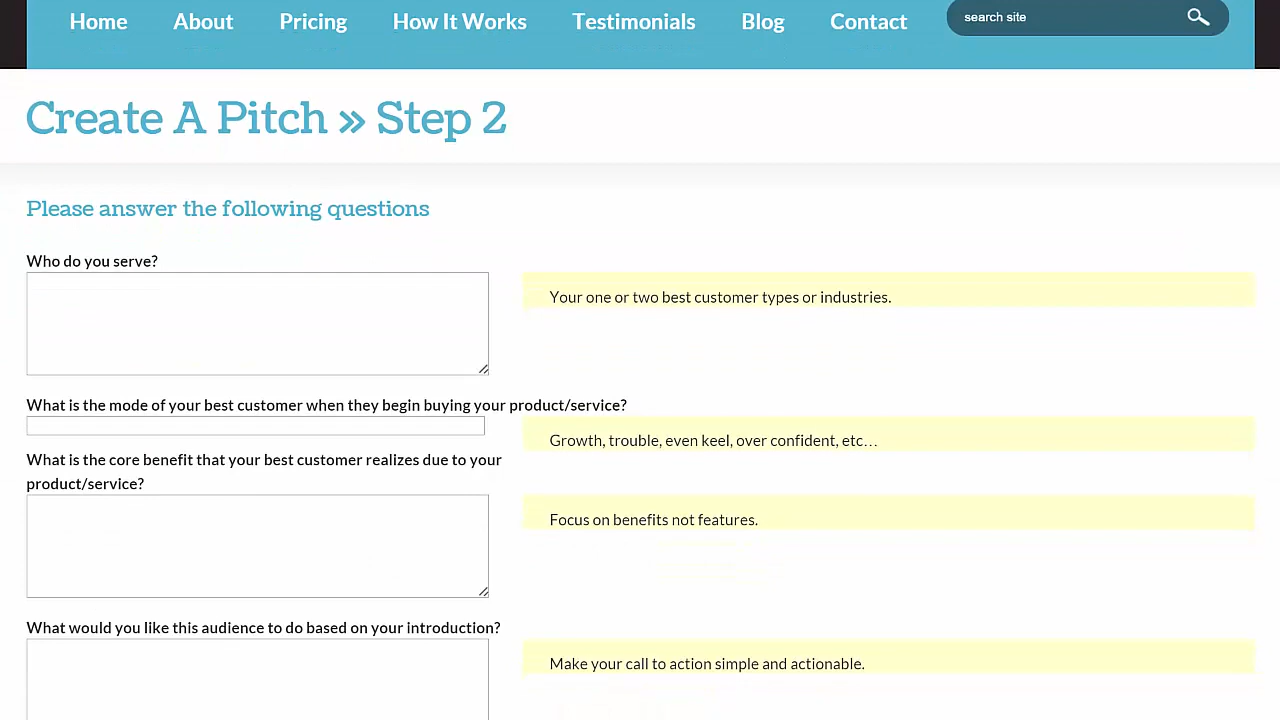 Home About Pricing How It Works Testimonials Blog Contact search site
Create A Pitch » Step 2
Please answer the following questions
Who do you serve?
Your one or two best customer types or industries.
What is the mode of your best customer when they begin buying your product/service?
Growth, trouble, even keel, over confident, etc…
What is the core benefit that your best customer realizes due to your
product/service?
Focus on benefits not features.
What would you like this audience to do based on your introduction?
Make your call to action simple and actionable.